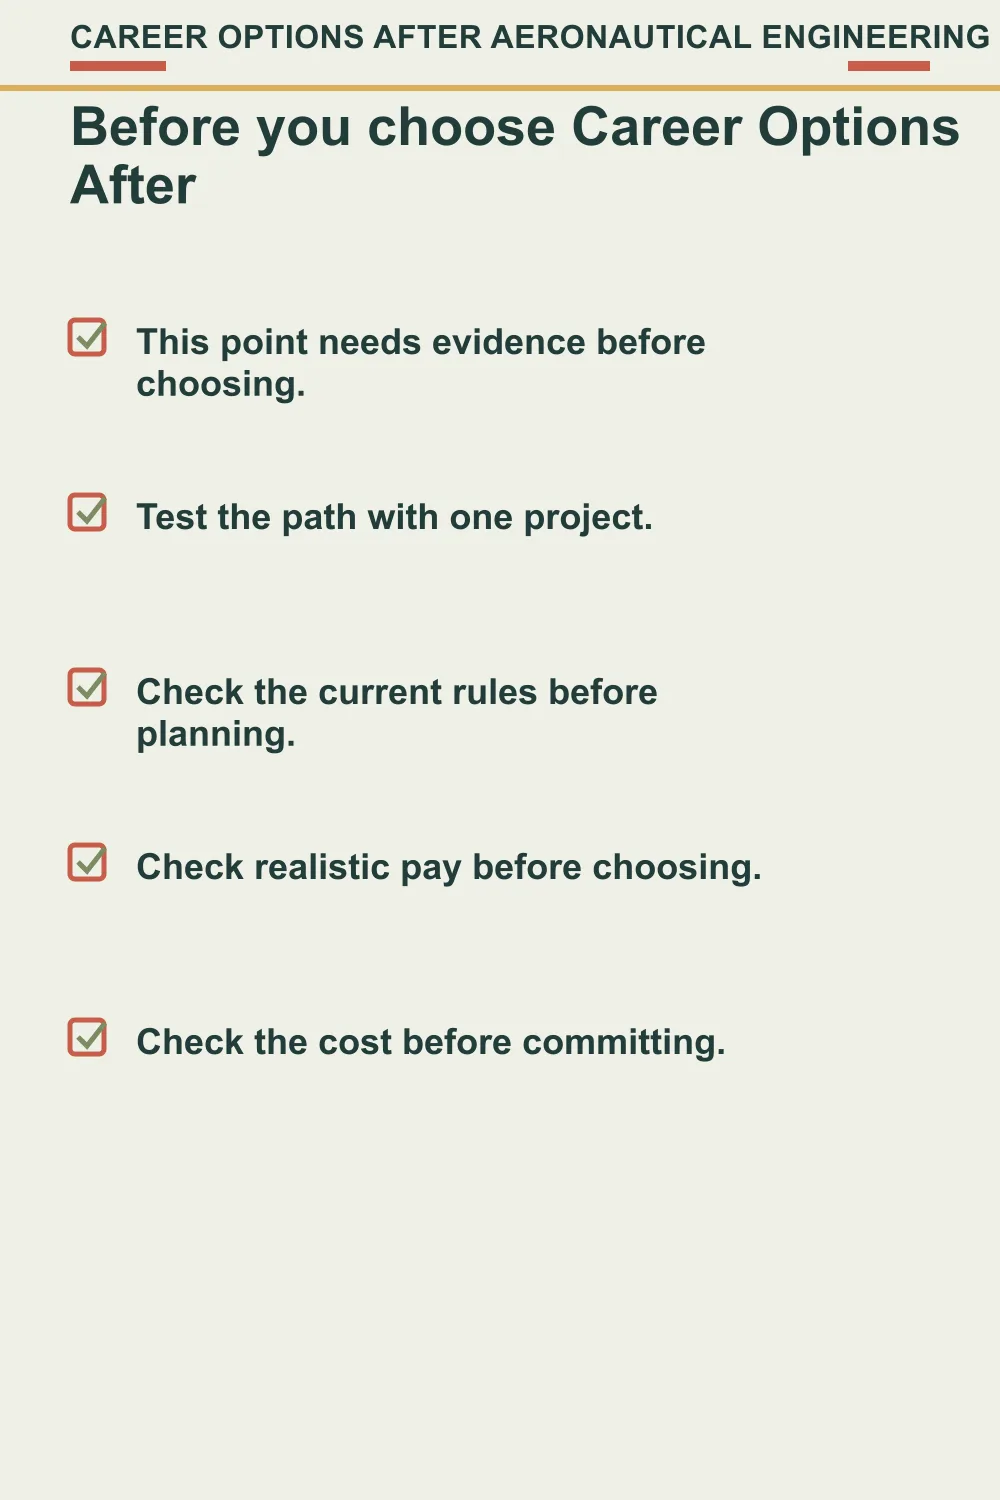 CAREER OPTIONS AFTER AERONAUTICAL ENGINEERING
Before you choose Career Options
After
This point needs evidence before
choosing.
Test the path with one project.
Check the current rules before
planning.
Check realistic pay before choosing.
Check the cost before committing.